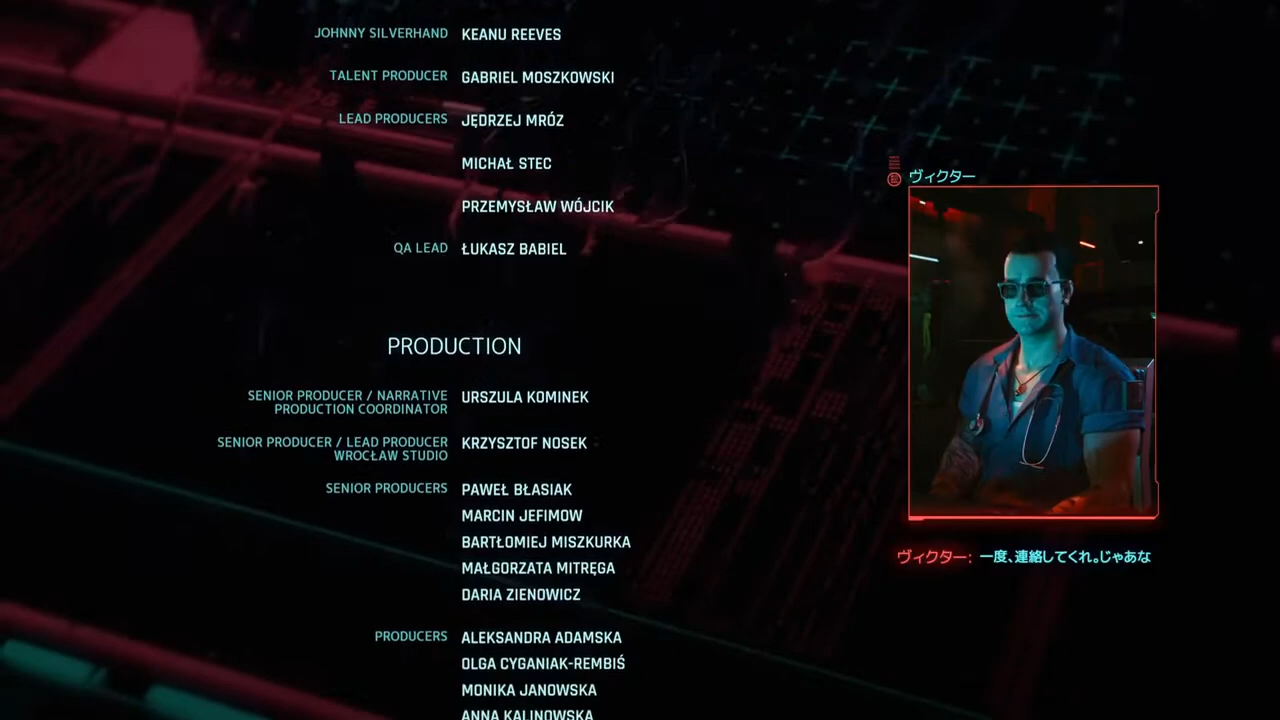 JOHNNY SILVERHAND KEANU REEVES
TALENT PRODUCER GABRIEL MOSZKOWSKI
LEAD PRODUCERS JĘDRZEJ MRÓZ
MICHAŁ STEC
PRZEMYSŁAW WÓJCIK
QA LEAD ŁUKASZ BABIEL
PRODUCTION
SENIOR PRODUCER / NARRATIVE URSZULA KOMINEK
PRODUCTION COORDINATOR
SENIOR PRODUCER / LEAD PRODUCER KRZYSZTOF NOSEK
WROCŁAW STUDIO
SENIOR PRODUCERS PAWEŁ BŁASIAK
MARCIN JEFIMOW
BARTŁOMIEJ MISZKURKA
MAŁGORZATA MITRĘGA
DARIA ZIENOWICZ
PRODUCERS ALEKSANDRA ADAMSKA
OLGA CYGANIAK-REMBIŚ
MONIKA JANOWSKA
ANNA KALINOWSKA
ヴィクター
ヴィクター: 一度、連絡してくれ。じゃあな